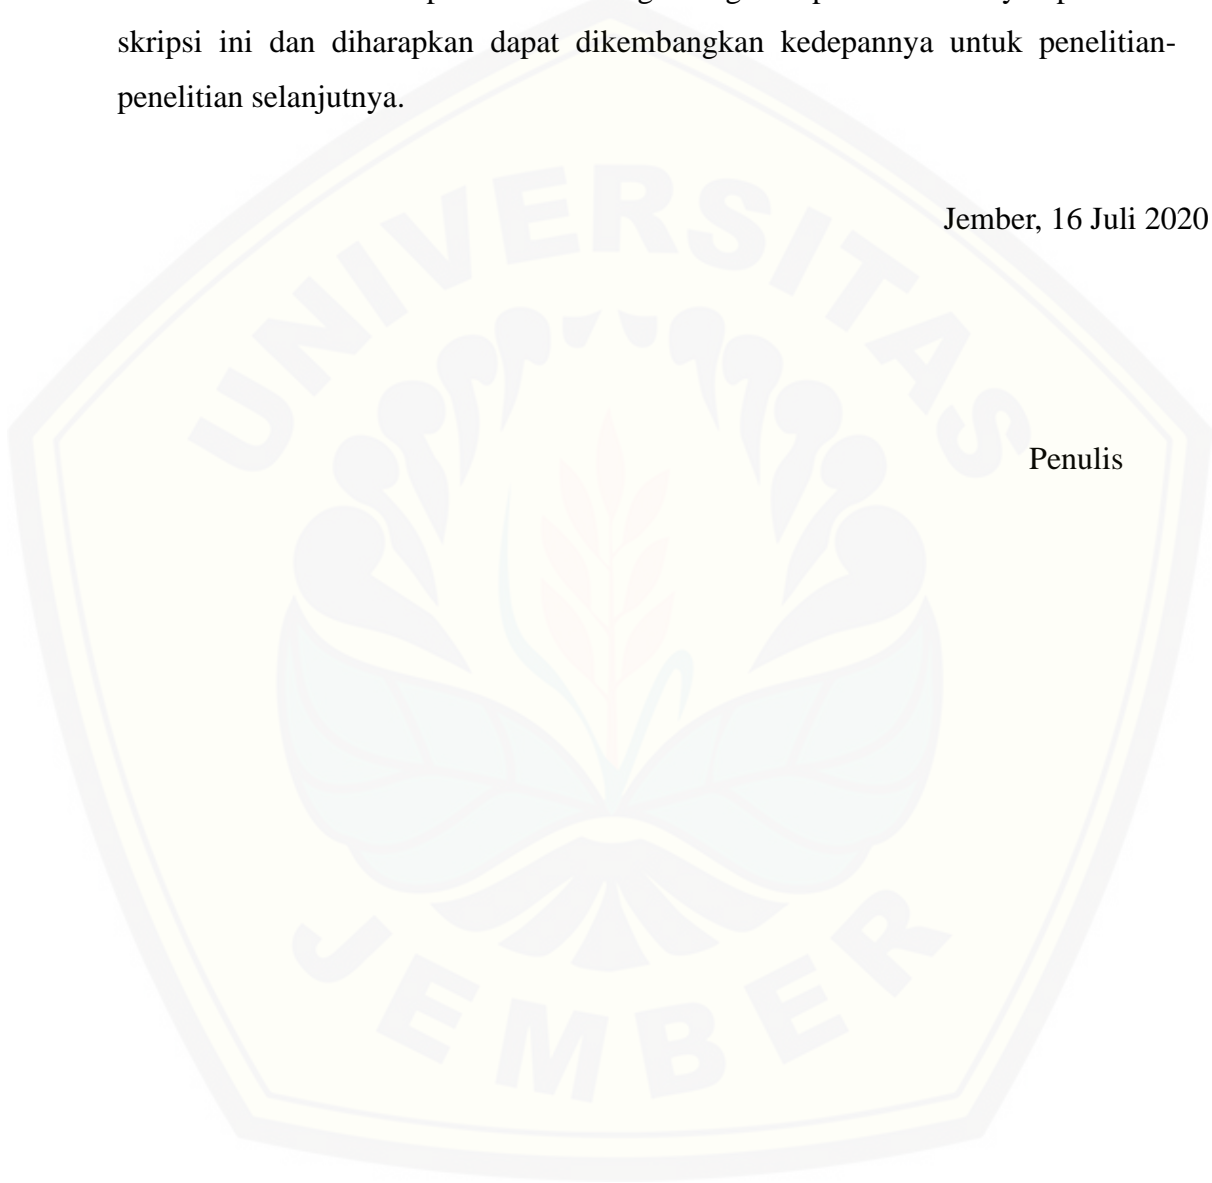 skripsi ini dan diharapkan dapat dikembangkan kedepannya untuk penelitian-
penelitian selanjutnya.
Jember, 16 Juli 2020
Penulis
UNIVERSITAS
JEMBER